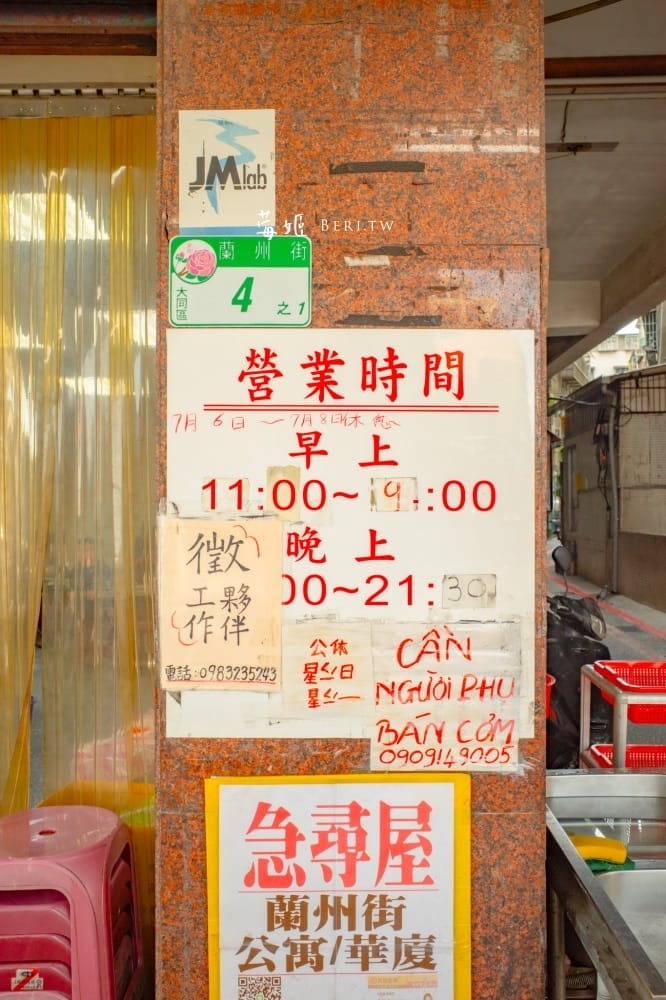 JMlab
莓姬 BERI.TW
蘭州街
大同區
4 之1
營業時間
7月6日～7月8日休息
早上
11:00~ 9:00
晚上
:00~21:30
徵
工作
夥伴
電話:0983235243
公休
星期日
星期一
CẦN
NGƯỜI PHU
BÁN CƠM
0909149005
急尋屋
蘭州街
公寓/華廈